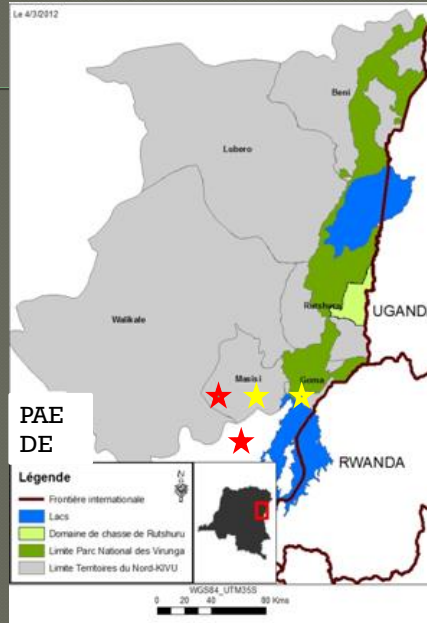 Le 4/3/2012
Beni
Lubero
Walikale
Rutshuru
UGANDA
Masisi
Goma
PAE
DE
RWANDA
Légende
Nord
Frontière internationale
Lacs
Domaine de chasse de Rutshuru
Limite Parc National des Virunga
Limite Territoires du Nord-KIVU
WGS84_UTM35S
0 20 40 80 Kms